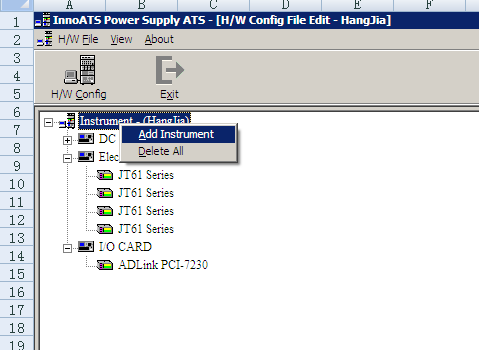 A B C D E F
1 InnoATS Power Supply ATS - [H/W Config File Edit - HangJia]
2 H/W File View About
3
4
5 H/W Config Exit
6
7 Instrument - (HangJia)
Add Instrument
8 DC
Delete All
9 Elec
10 JT61 Series
11 JT61 Series
12 JT61 Series
13 JT61 Series
14 I/O CARD
15 ADLink PCI-7230
16
17
18
19